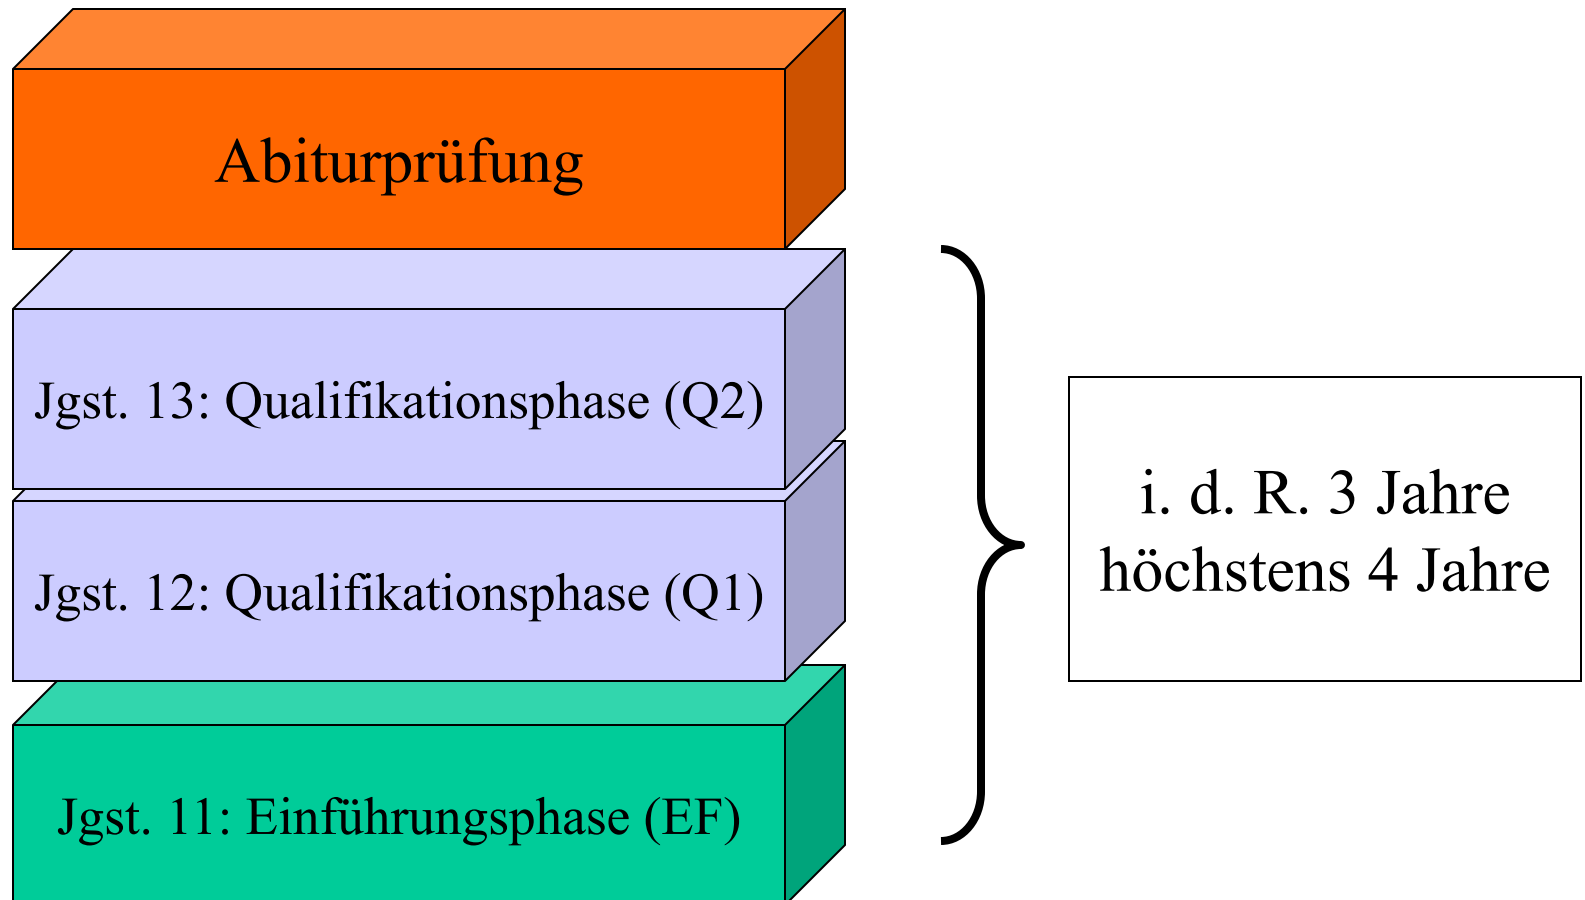 Abiturprüfung
Jgst. 13: Qualifikationsphase (Q2)
Jgst. 12: Qualifikationsphase (Q1)
Jgst. 11: Einführungsphase (EF)
i. d. R. 3 Jahre
höchstens 4 Jahre